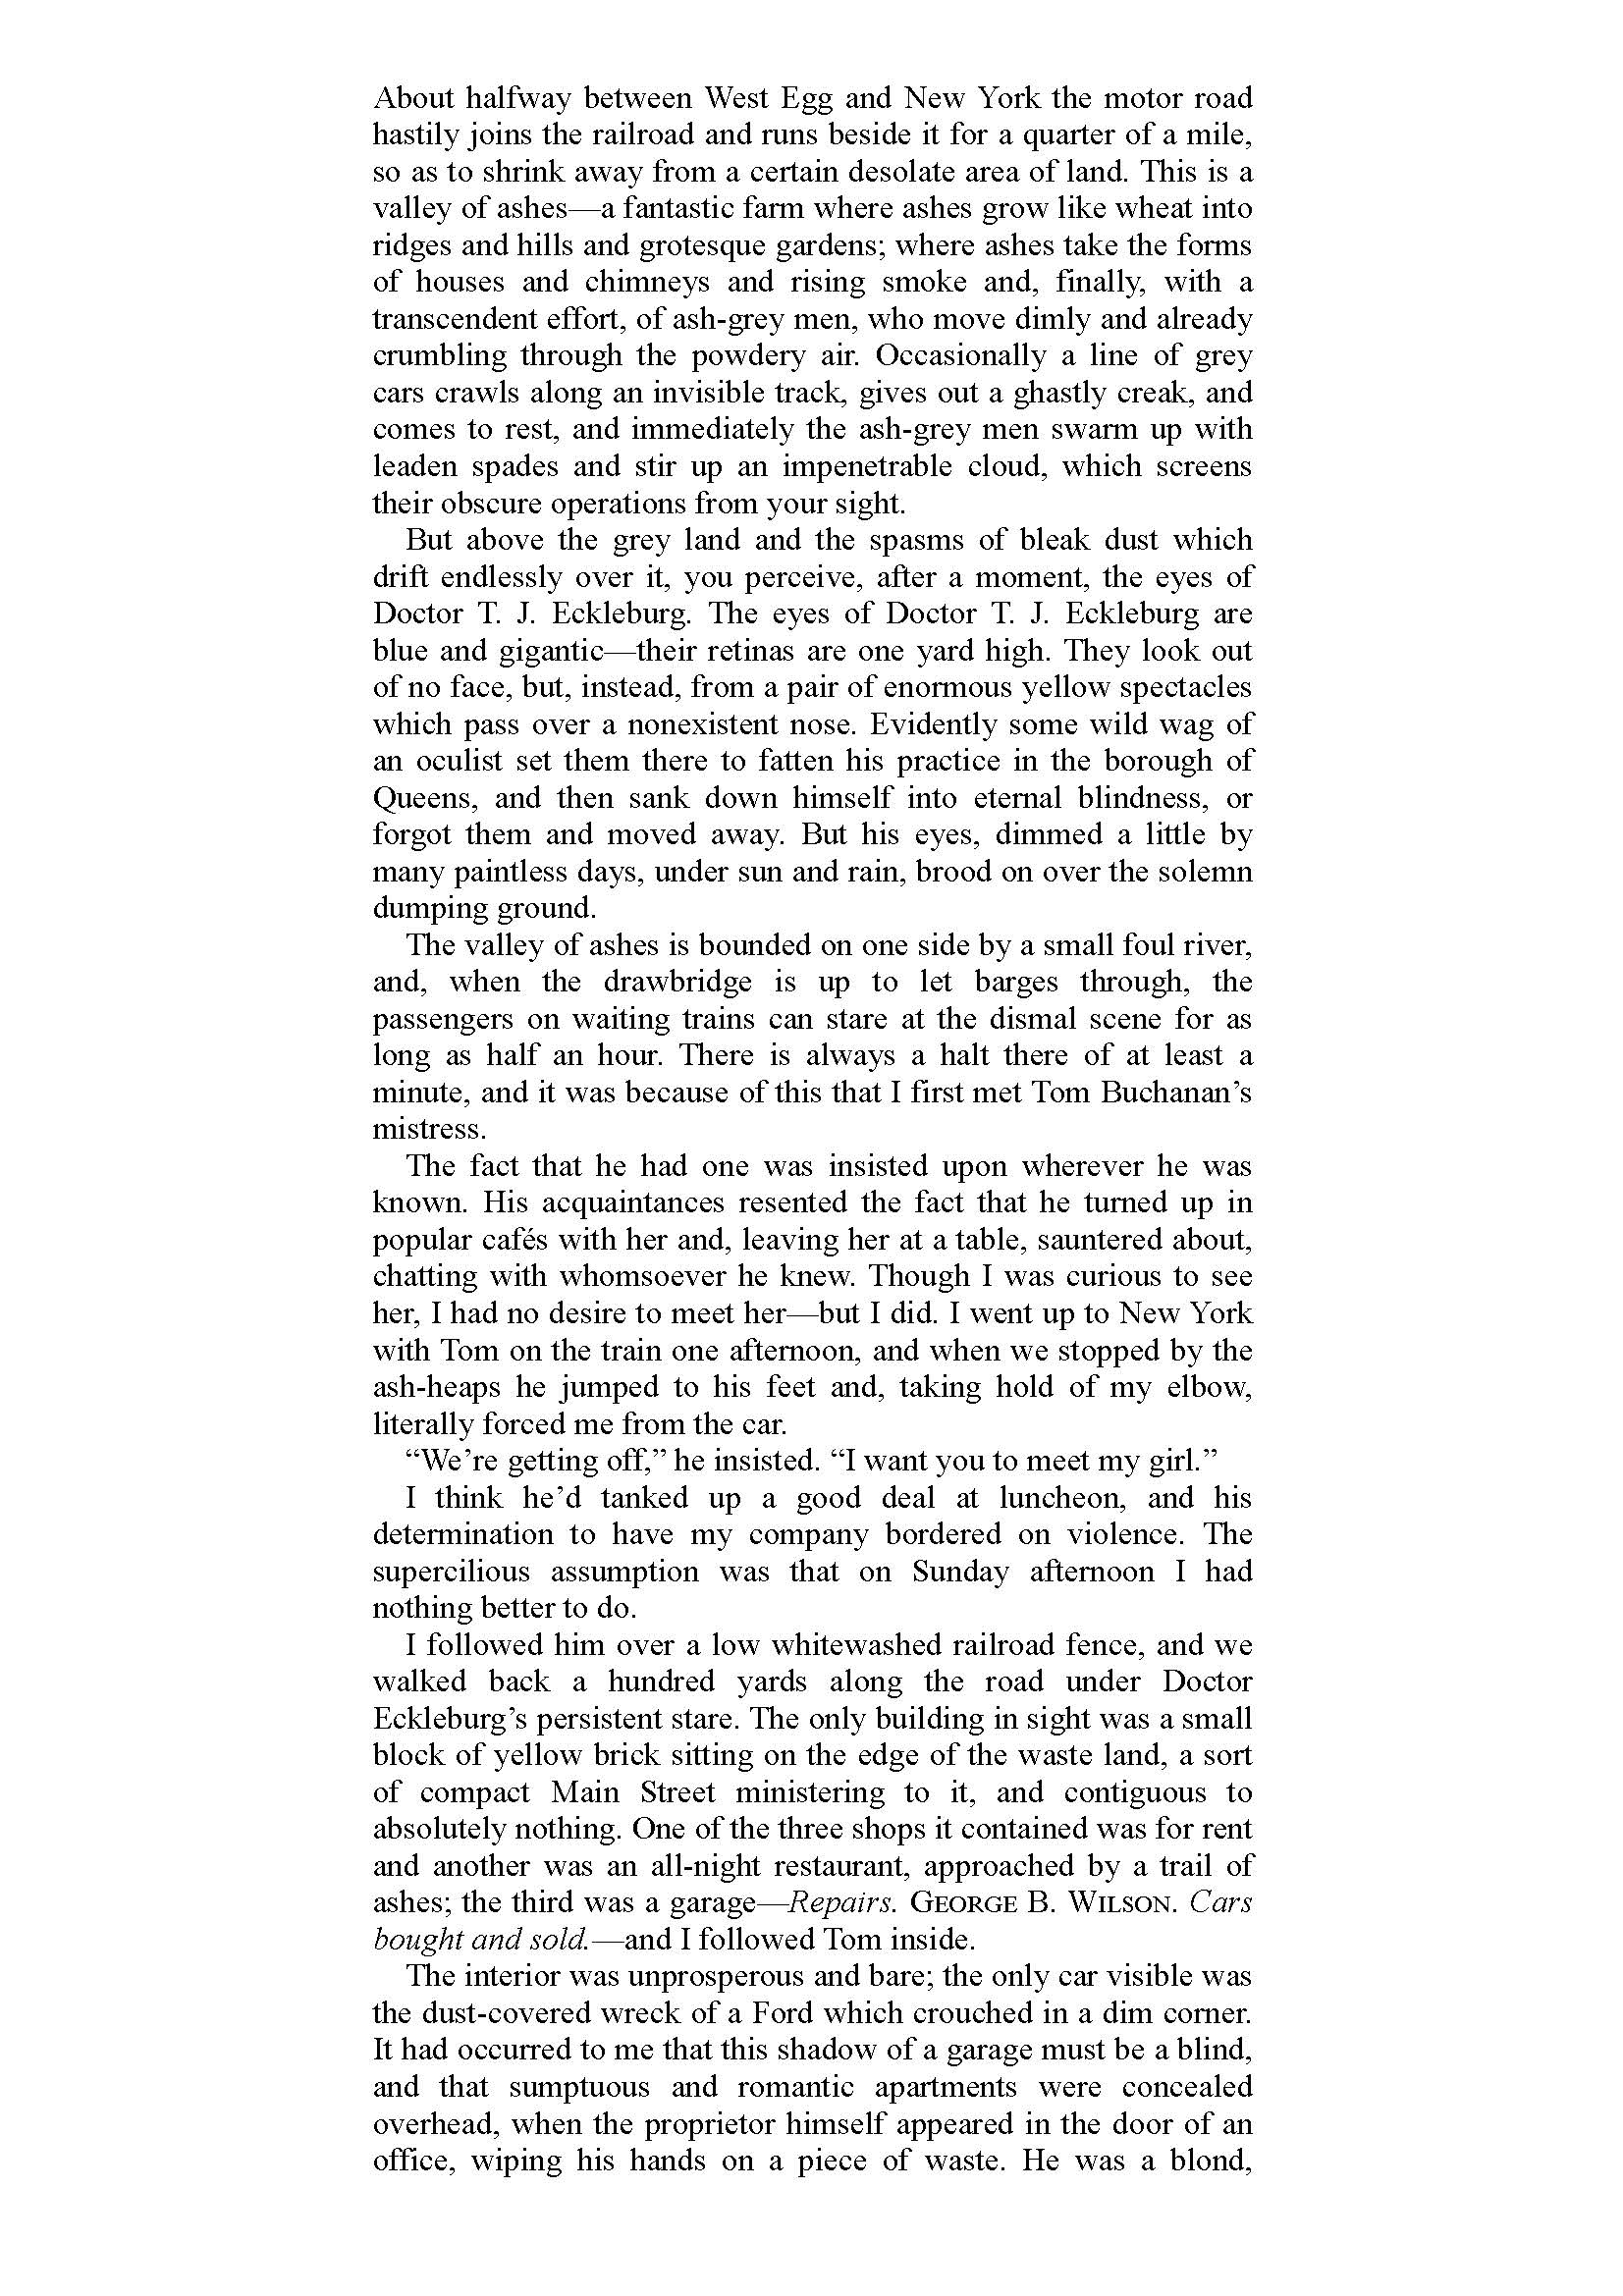 About halfway between West Egg and New York the motor road
hastily joins the railroad and runs beside it for a quarter of a mile,
so as to shrink away from a certain desolate area of land. This is a
valley of ashes—a fantastic farm where ashes grow like wheat into
ridges and hills and grotesque gardens; where ashes take the forms
of houses and chimneys and rising smoke and, finally, with a
transcendent effort, of ash-grey men, who move dimly and already
crumbling through the powdery air. Occasionally a line of grey
cars crawls along an invisible track, gives out a ghastly creak, and
comes to rest, and immediately the ash-grey men swarm up with
leaden spades and stir up an impenetrable cloud, which screens
their obscure operations from your sight.
But above the grey land and the spasms of bleak dust which
drift endlessly over it, you perceive, after a moment, the eyes of
Doctor T. J. Eckleburg. The eyes of Doctor T. J. Eckleburg are
blue and gigantic—their retinas are one yard high. They look out
of no face, but, instead, from a pair of enormous yellow spectacles
which pass over a nonexistent nose. Evidently some wild wag of
an oculist set them there to fatten his practice in the borough of
Queens, and then sank down himself into eternal blindness, or
forgot them and moved away. But his eyes, dimmed a little by
many paintless days, under sun and rain, brood on over the solemn
dumping ground.
The valley of ashes is bounded on one side by a small foul river,
and, when the drawbridge is up to let barges through, the
passengers on waiting trains can stare at the dismal scene for as
long as half an hour. There is always a halt there of at least a
minute, and it was because of this that I first met Tom Buchanan’s
mistress.
The fact that he had one was insisted upon wherever he was
known. His acquaintances resented the fact that he turned up in
popular cafés with her and, leaving her at a table, sauntered about,
chatting with whomsoever he knew. Though I was curious to see
her, I had no desire to meet her—but I did. I went up to New York
with Tom on the train one afternoon, and when we stopped by the
ash-heaps he jumped to his feet and, taking hold of my elbow,
literally forced me from the car.
“We’re getting off,” he insisted. “I want you to meet my girl.”
I think he’d tanked up a good deal at luncheon, and his
determination to have my company bordered on violence. The
supercilious assumption was that on Sunday afternoon I had
nothing better to do.
I followed him over a low whitewashed railroad fence, and we
walked back a hundred yards along the road under Doctor
Eckleburg’s persistent stare. The only building in sight was a small
block of yellow brick sitting on the edge of the waste land, a sort
of compact Main Street ministering to it, and contiguous to
absolutely nothing. One of the three shops it contained was for rent
and another was an all-night restaurant, approached by a trail of
ashes; the third was a garage—Repairs. GEORGE B. WILSON. Cars
bought and sold.—and I followed Tom inside.
The interior was unprosperous and bare; the only car visible was
the dust-covered wreck of a Ford which crouched in a dim corner.
It had occurred to me that this shadow of a garage must be a blind,
and that sumptuous and romantic apartments were concealed
overhead, when the proprietor himself appeared in the door of an
office, wiping his hands on a piece of waste. He was a blond,